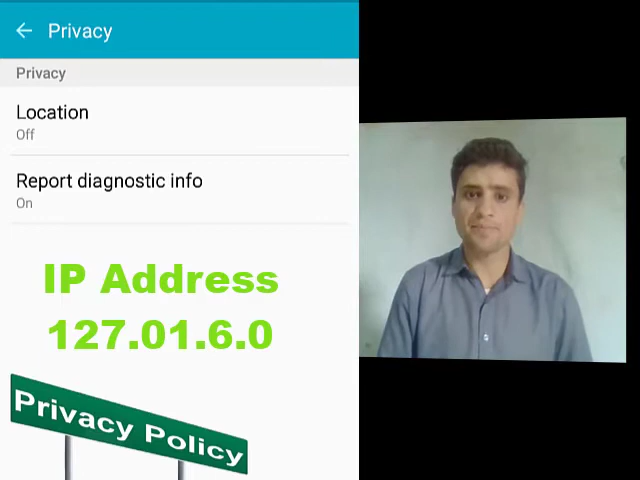 Privacy
Privacy
Location
Off
Report diagnostic info
On
IP Address
127.01.6.0
Privacy Policy